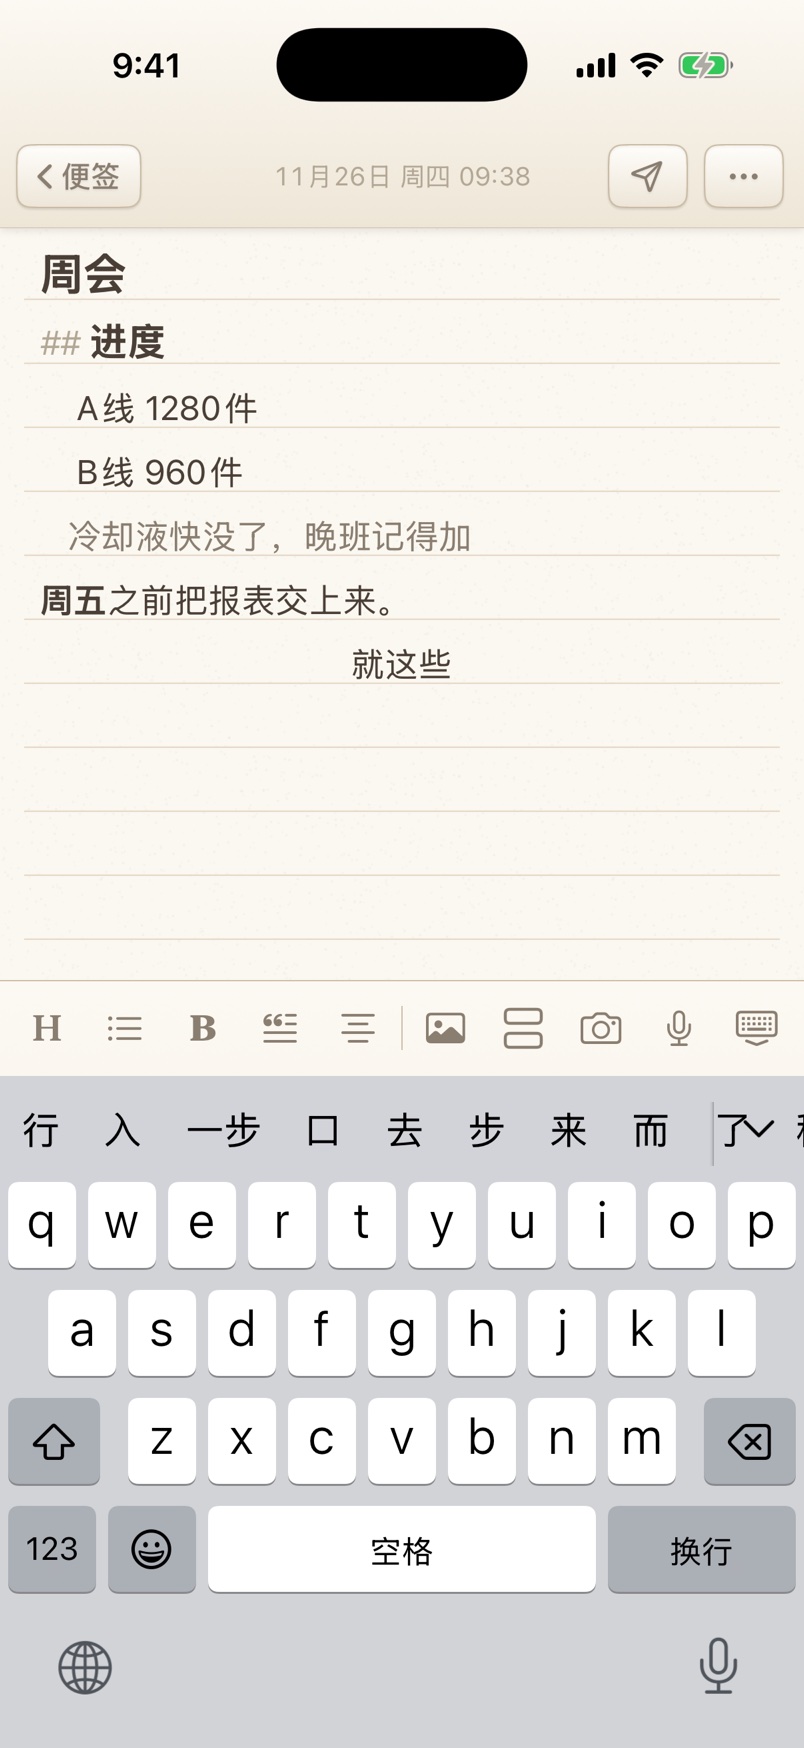 9:41
便签
11月26日 周四 09:38
周会
## 进度
A线 1280件
B线 960件
冷却液快没了，晚班记得加
周五之前把报表交上来。
就这些
H B
行 入 一步 口 去 步 来 而 了
q w e r t y u i o p
a s d f g h j k l
z x c v b n m
123 空格 换行